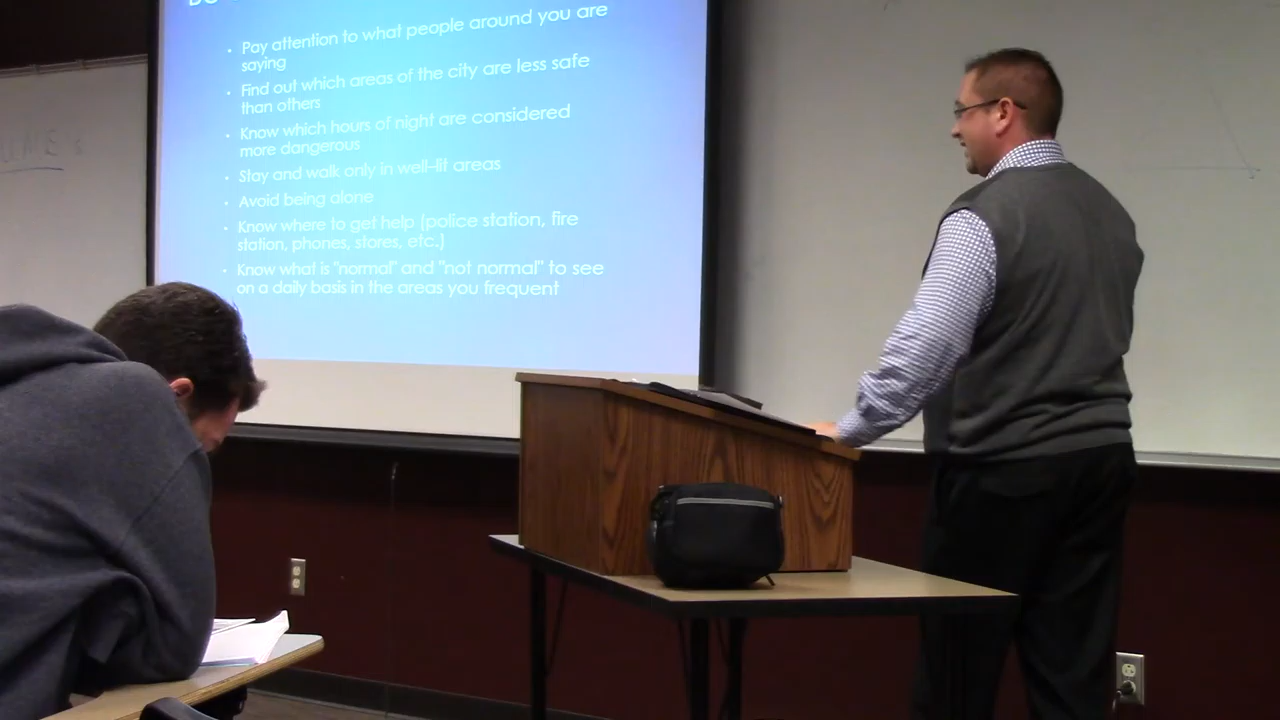 • Pay attention to what people around you are
saying
• Find out which areas of the city are less safe
than others
• Know which hours of night are considered
more dangerous
• Stay and walk only in well-lit areas
• Avoid being alone
• Know where to get help (police station, fire
station, phones, stores, etc.)
• Know what is "normal" and "not normal" to see
on a daily basis in the areas you frequent